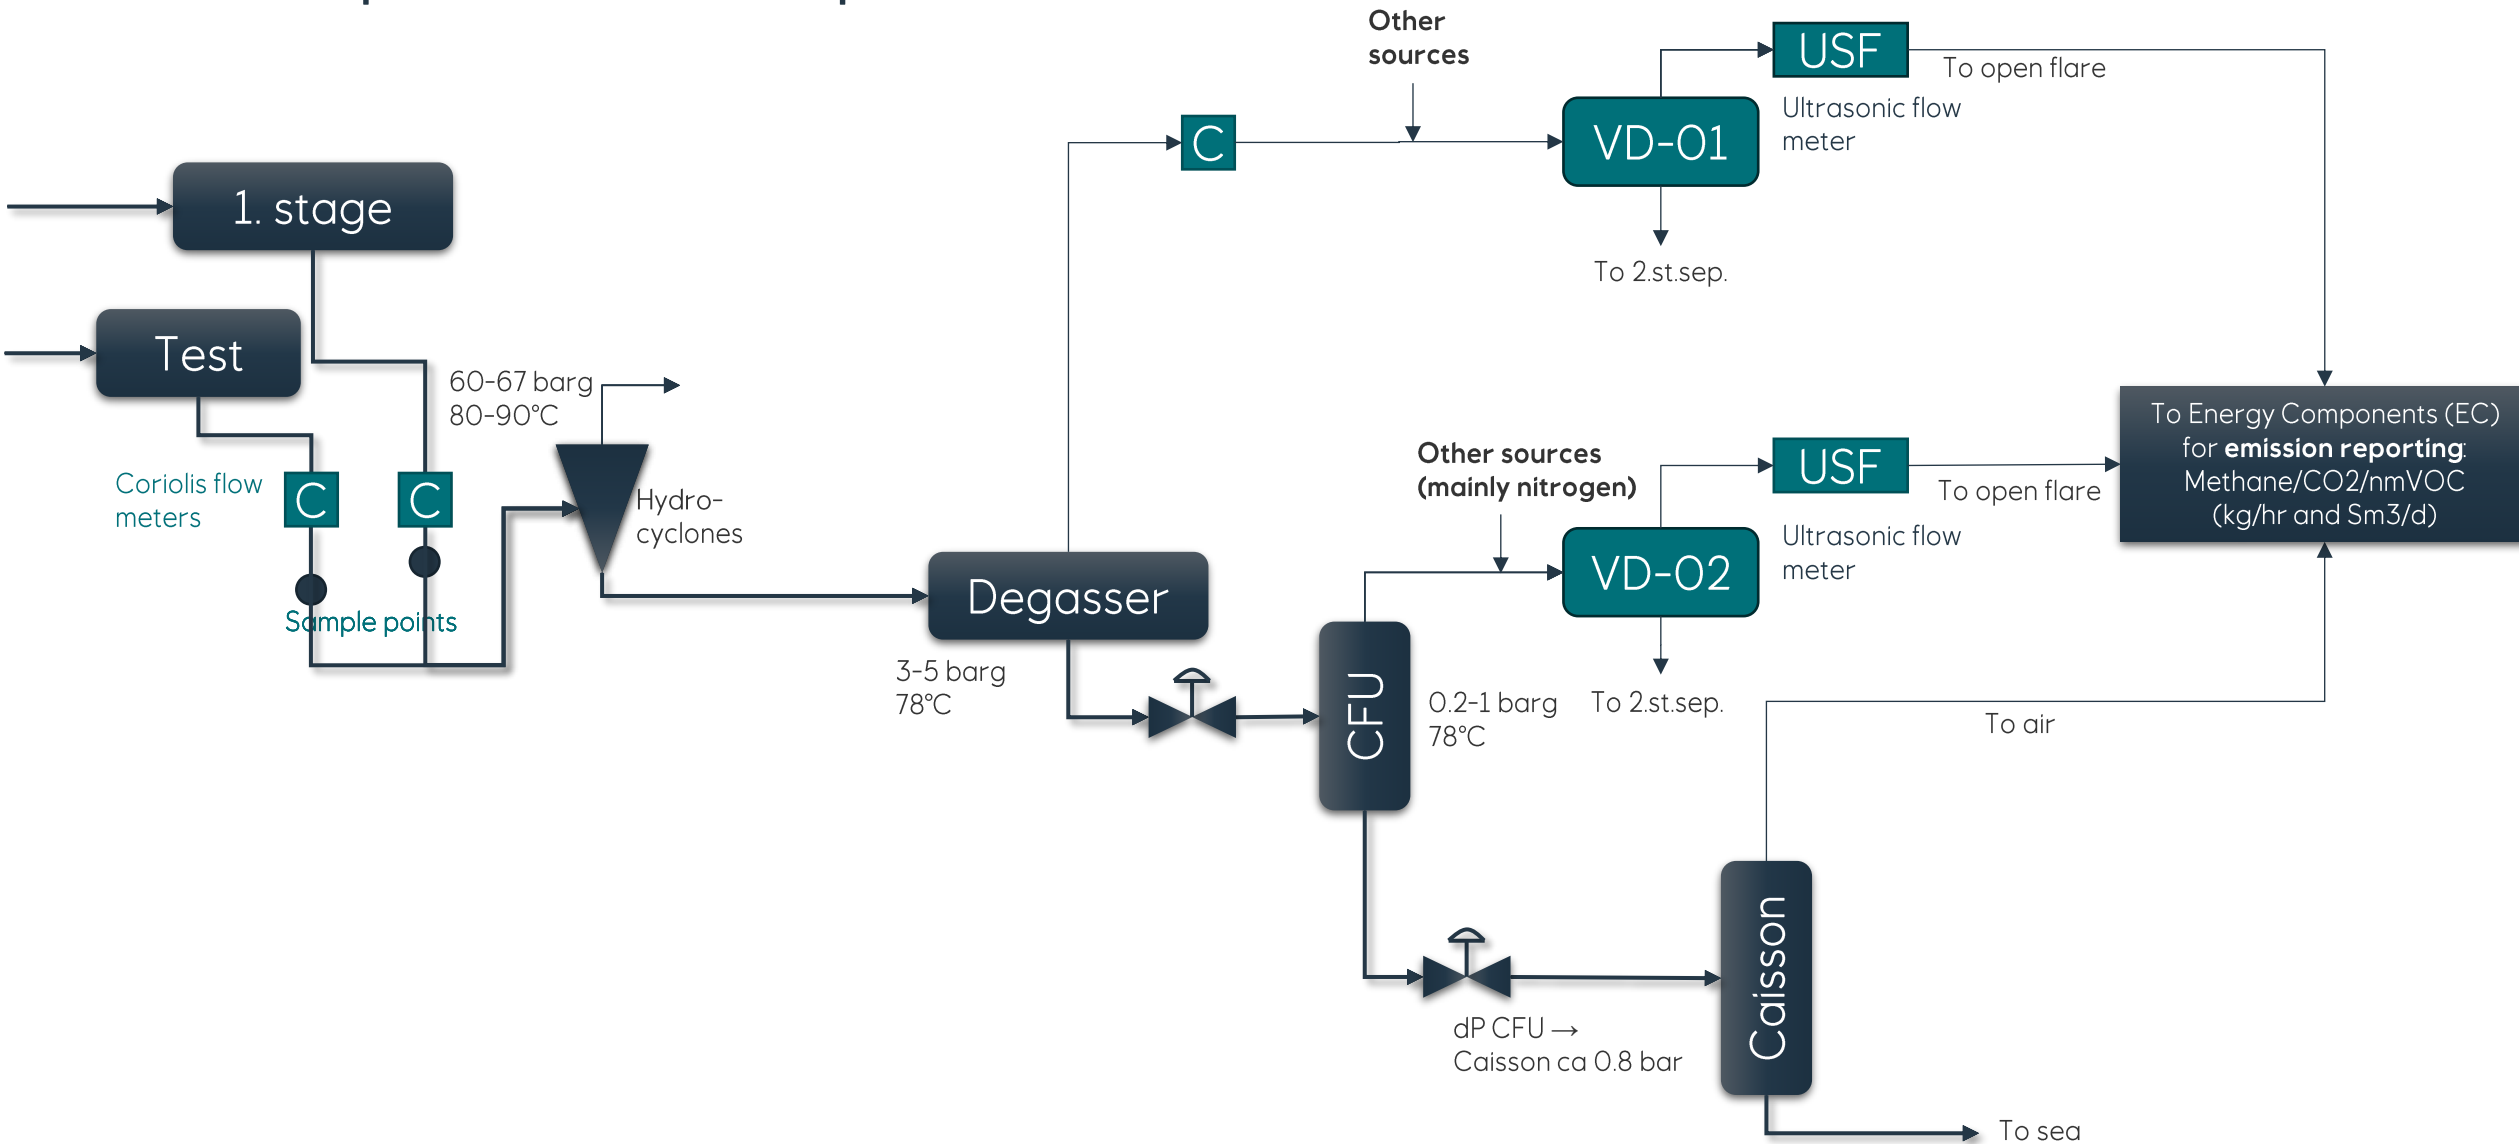 Other
sources
USF
To open flare
Ultrasonic flow
meter
C
VD-01
To 2.st.sep.
1. stage
Test
60-67 barg
80-90°C
Coriolis flow
meters
C
C
Sample points
Hydro-
cyclones
Degasser
3-5 barg
78°C
Other sources
(mainly nitrogen)
USF
To open flare
Ultrasonic flow
meter
VD-02
To 2.st.sep.
CFU
0.2-1 barg
78°C
To Energy Components (EC)
for emission reporting:
Methane/CO2/nmVOC
(kg/hr and Sm3/d)
To air
dP CFU →
Caisson ca 0.8 bar
Caisson
To sea